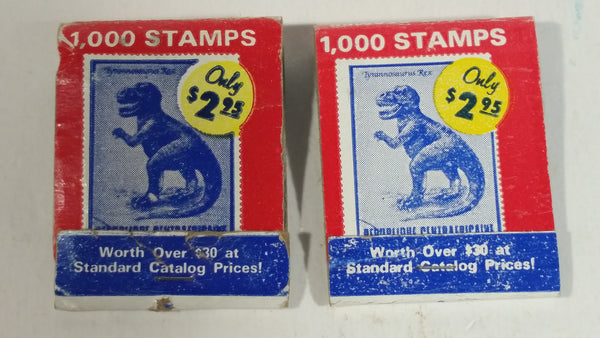 1,000 STAMPS
Tyrannosaurus Rex
Only
$2.95
REPUBLIQUE CENTRAFRICAINE
Worth Over $30 at
Standard Catalog Prices!
1,000 STAMPS
Tyrannosaurus Rex
Only
$2.95
REPUBLIQUE CENTRAFRICAINE
Worth Over $30 at
Standard Catalog Prices!